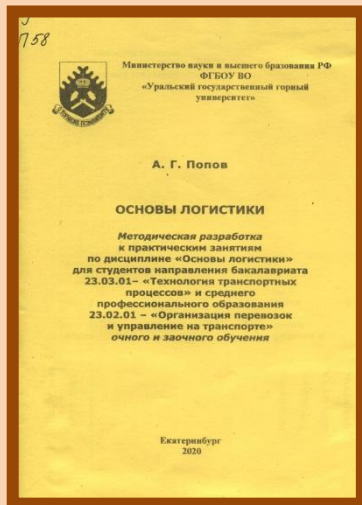 П58
Министерство науки и высшего бразования РФ
ФГБОУ ВО
«Уральский государственный горный
университет»
А. Г. Попов
ОСНОВЫ ЛОГИСТИКИ
Методическая разработка
к практическим занятиям
по дисциплине «Основы логистики»
для студентов направления бакалавриата
23.03.01– «Технология транспортных
процессов» и среднего
профессионального образования
23.02.01 – «Организация перевозок
и управление на транспорте»
очного и заочного обучения
Екатеринбург
2020